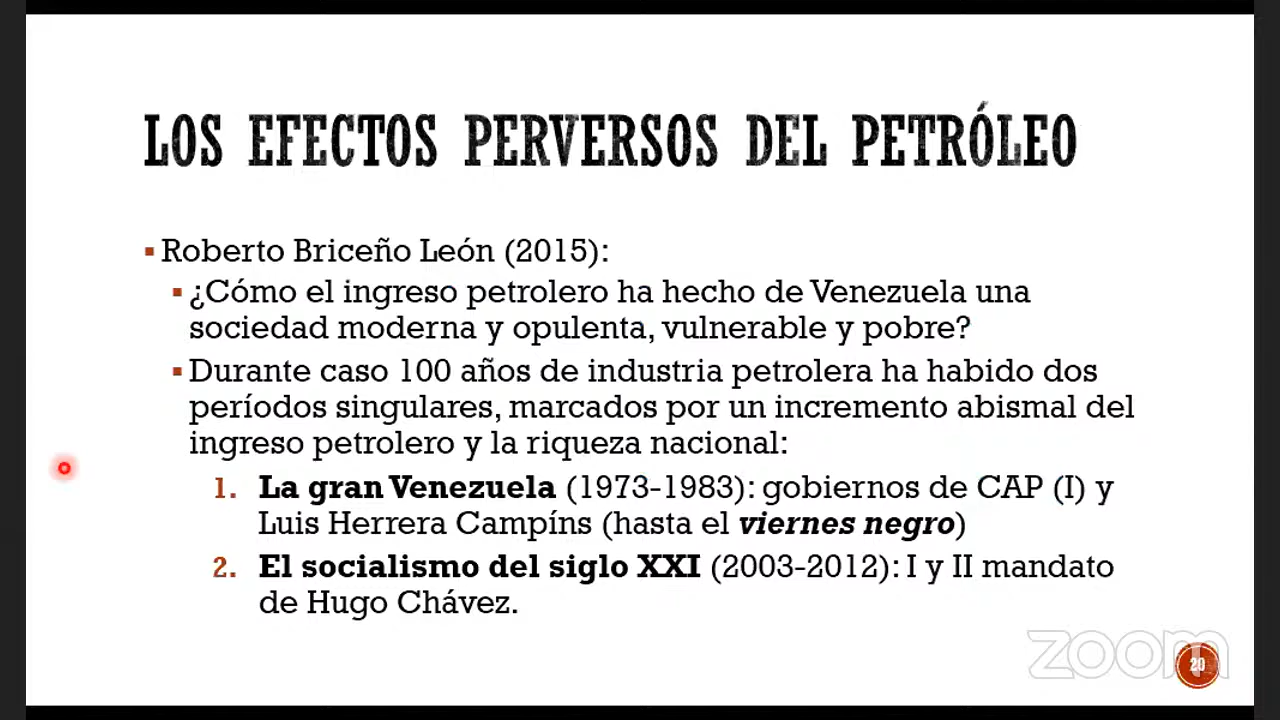 LOS EFECTOS PERVERSOS DEL PETRÓLEO
Roberto Briceño León (2015):
¿Cómo el ingreso petrolero ha hecho de Venezuela una
sociedad moderna y opulenta, vulnerable y pobre?
Durante caso 100 años de industria petrolera ha habido dos
períodos singulares, marcados por un incremento abismal del
ingreso petrolero y la riqueza nacional:
1. La gran Venezuela (1973-1983): gobiernos de CAP (I) y
Luis Herrera Campíns (hasta el viernes negro)
2. El socialismo del siglo XXI (2003-2012): I y II mandato
de Hugo Chávez.
zoom
20